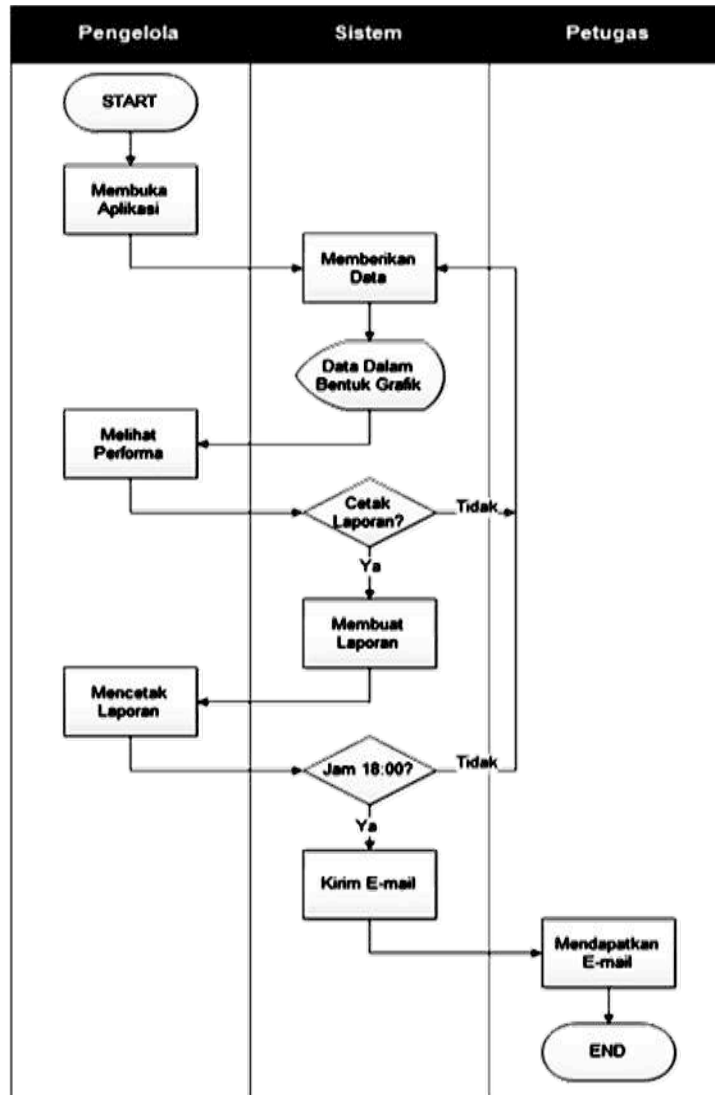 Pengelola
Sistem
Petugas
START
Membuka
Aplikasi
Memberikan
Data
Data Dalam
Bentuk Grafik
Melihat
Performa
Cetak
Laporan?
Tidak
Ya
Membuat
Laporan
Mencetak
Laporan
Jam 18:00?
Tidak
Ya
Kirim E-mail
Mendapatkan
E-mail
END